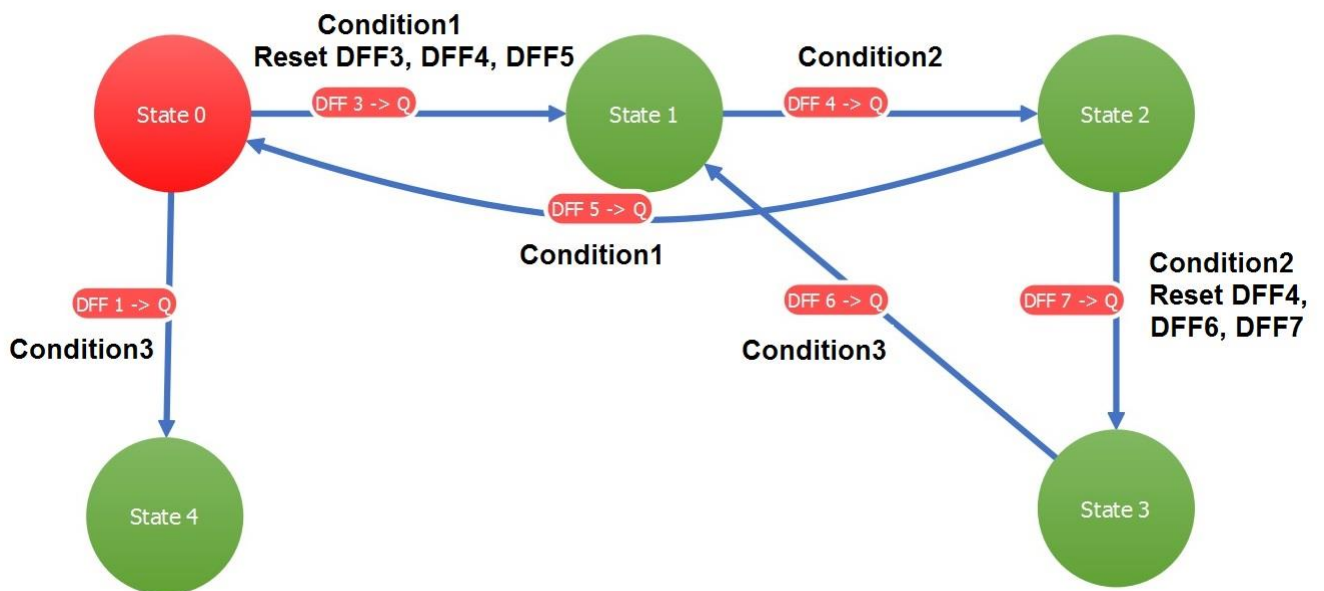 Condition1
Reset DFF3, DFF4, DFF5
Condition2
DFF 3 -> Q
DFF 4 -> Q
State 0
State 1
State 2
DFF 5 -> Q
Condition1
Condition2
Reset DFF4,
DFF6, DFF7
DFF 1 -> Q
DFF 6 -> Q
DFF 7 -> Q
Condition3
Condition3
State 4
State 3